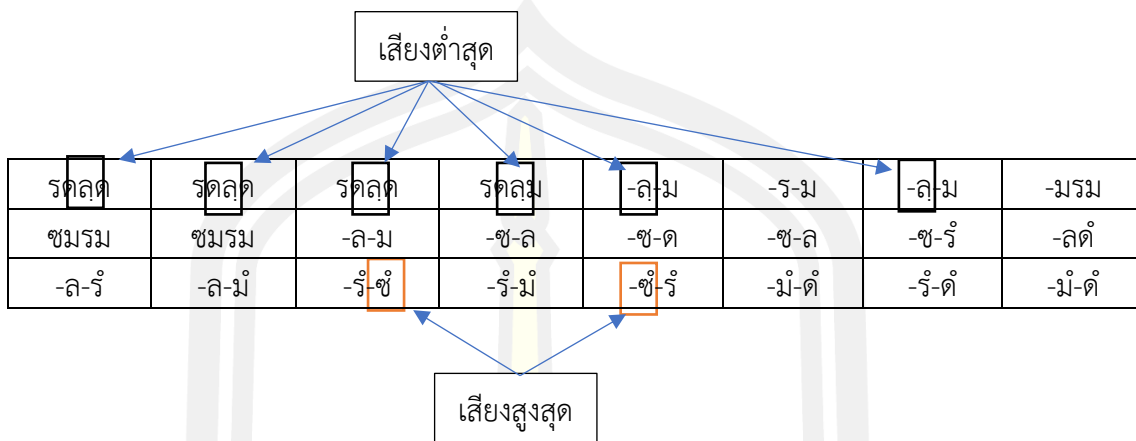 เสียงต่ำสุด
รดลฺด รดลฺด รดลฺด รดลฺม -ลฺ-ม -ร-ม -ลฺ-ม -มรม
ซมรม ซมรม -ล-ม -ซ-ล -ซ-ด -ซ-ล -ซ-รํ -ลดํ
-ล-รํ -ล-มํ -รํ-ซํ -รํ-มํ -ซํ-รํ -มํ-ดํ -รํ-ดํ -มํ-ดํ
เสียงสูงสุด